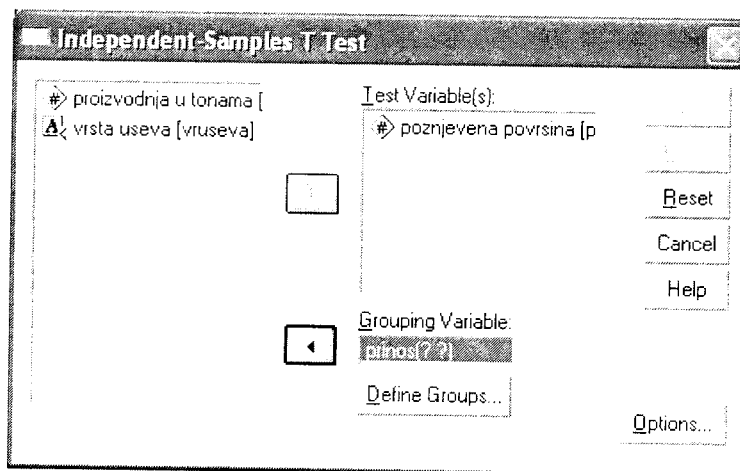 Independent-Samples T Test
proizvodnja u tonama [
vrsta useva [vruseva]
Test Variable(s):
poznjevena povrsina [p
Reset
Cancel
Help
Grouping Variable:
prinos(? ?)
Define Groups...
Options...